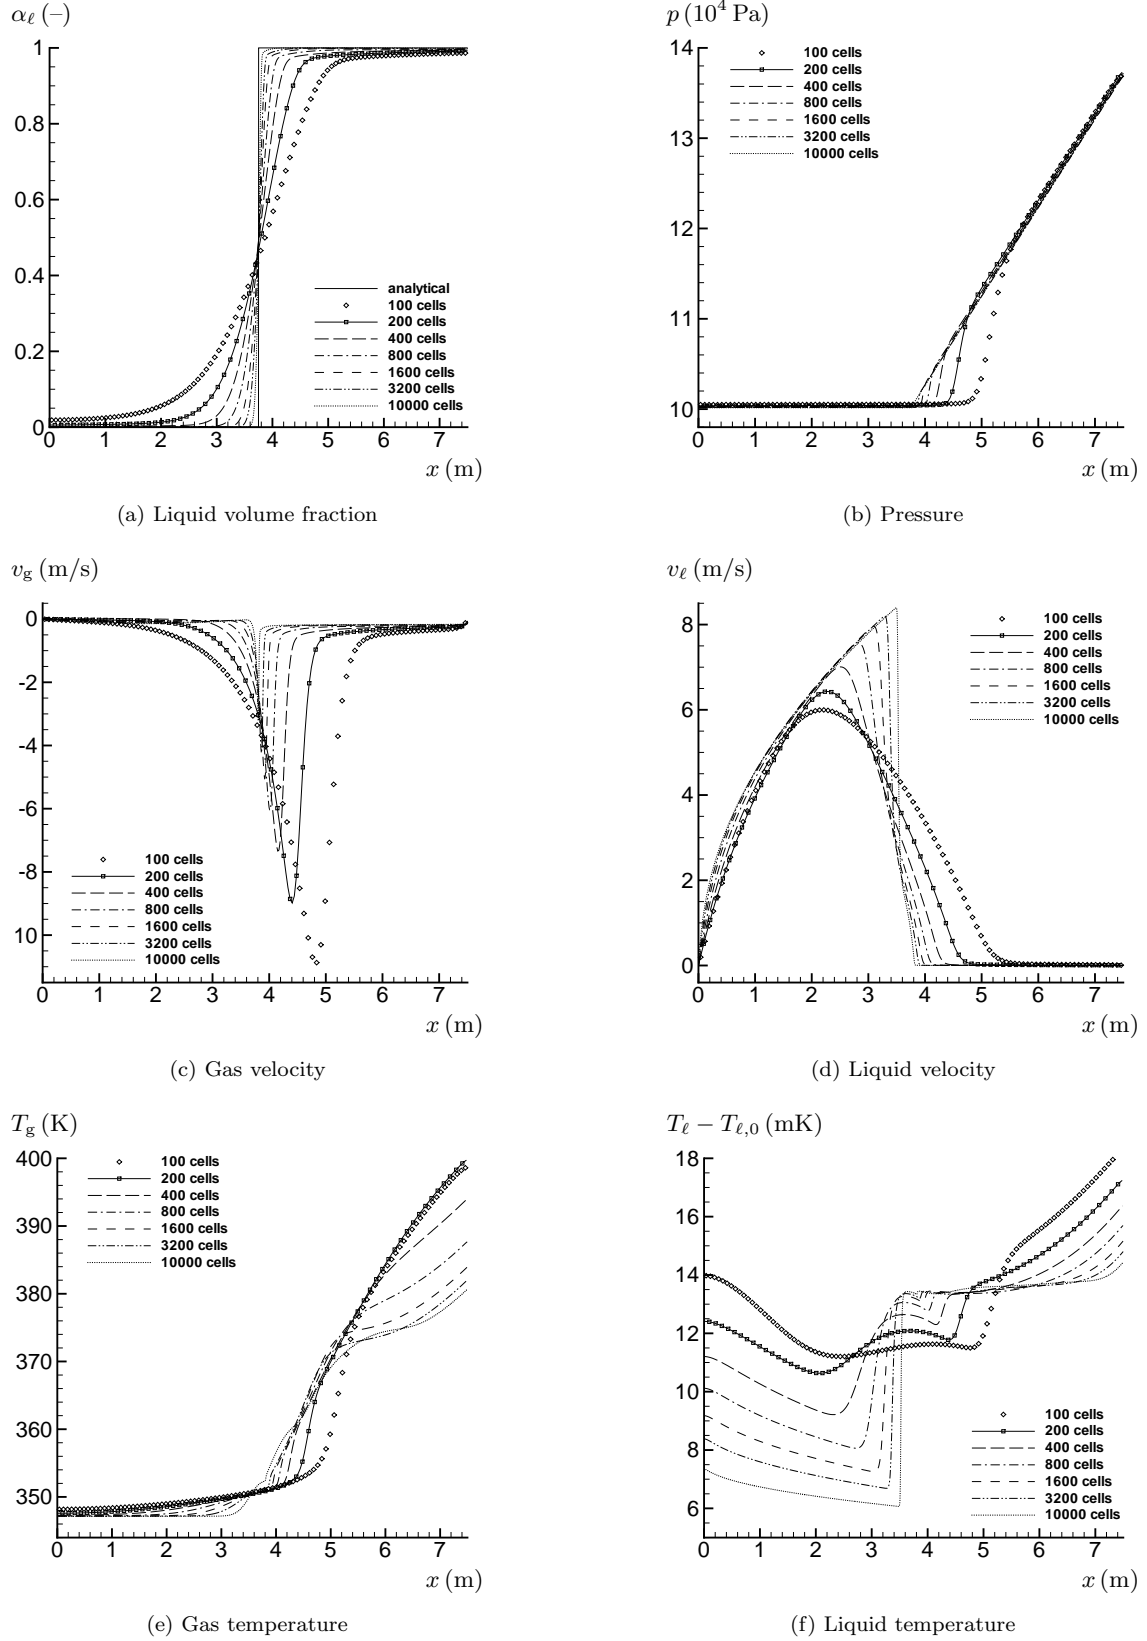 αℓ (–)
1
0.8
0.6
0.4
0.2
0
0 1 2 3 4 5 6 7
x (m)
analytical
100 cells
200 cells
400 cells
800 cells
1600 cells
3200 cells
10000 cells
(a) Liquid volume fraction
p (10⁴ Pa)
14
13
12
11
10
0 1 2 3 4 5 6 7
x (m)
100 cells
200 cells
400 cells
800 cells
1600 cells
3200 cells
10000 cells
(b) Pressure
vg (m/s)
0
-2
-4
-6
-8
10
0 1 2 3 4 5 6 7
x (m)
100 cells
200 cells
400 cells
800 cells
1600 cells
3200 cells
10000 cells
(c) Gas velocity
vℓ (m/s)
8
6
4
2
0
0 1 2 3 4 5 6 7
x (m)
100 cells
200 cells
400 cells
800 cells
1600 cells
3200 cells
10000 cells
(d) Liquid velocity
Tg (K)
400
390
380
370
360
350
0 1 2 3 4 5 6 7
x (m)
100 cells
200 cells
400 cells
800 cells
1600 cells
3200 cells
10000 cells
(e) Gas temperature
Tℓ − Tℓ,0 (mK)
18
16
14
12
10
8
6
0 1 2 3 4 5 6 7
x (m)
100 cells
200 cells
400 cells
800 cells
1600 cells
3200 cells
10000 cells
(f) Liquid temperature